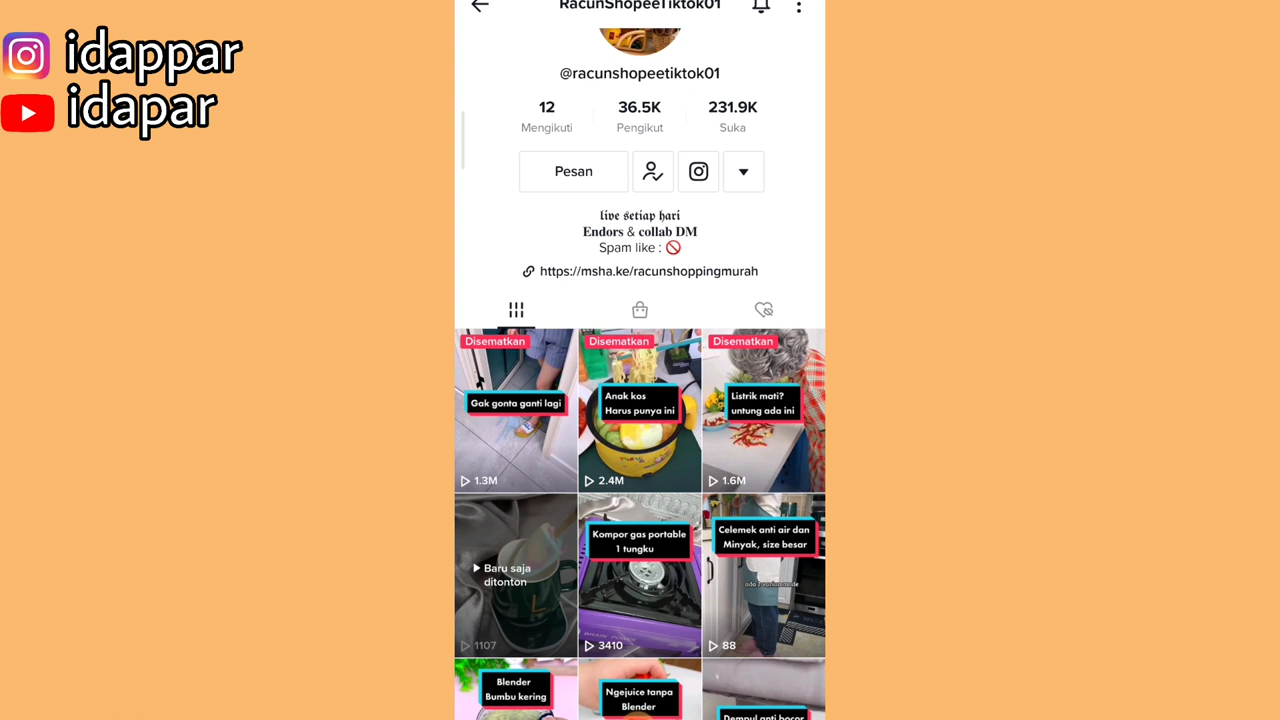 idappar
idapar
RacunShopeeTiktok01
@racunshopeetiktok01
12
36.5K
231.9K
Mengikuti
Pengikut
Suka
Pesan
𝖑𝖎𝖛𝖊 𝖘𝖊𝖙𝖎𝖆𝖕 𝖍𝖆𝖗𝖎
𝐄𝐧𝐝𝐨𝐫𝐬 & 𝐜𝐨𝐥𝐥𝐚𝐛 𝐃𝐌
Spam like : 🚫
https://msha.ke/racunshoppingmurah
Disematkan
Gak gonta ganti lagi
1.3M
Disematkan
Anak kos
Harus punya ini
2.4M
Disematkan
Listrik mati?
untung ada ini
1.6M
Baru saja
ditonton
1107
Kompor gas portable
1 tungku
3410
Celemek anti air dan
Minyak, size besar
88
Blender
Bumbu kering
Ngejuice tanpa
Blender
Dempul anti bocor